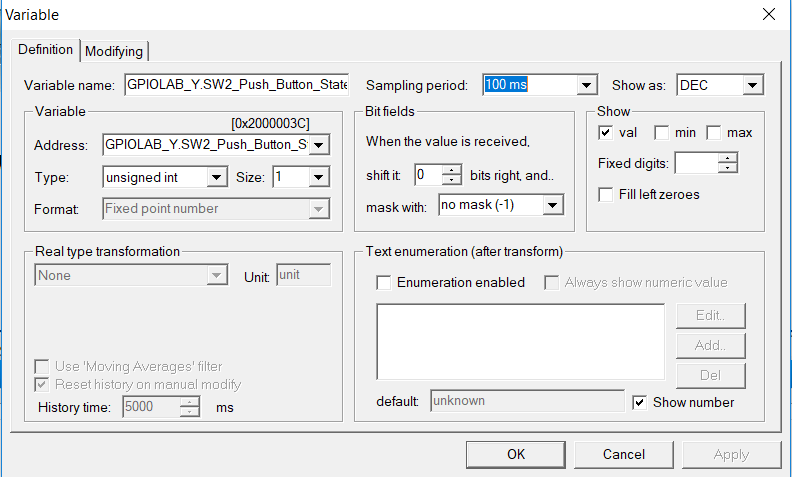 Variable
Definition Modifying
Variable name: GPIOLAB_Y.SW2_Push_Button_State Sampling period: 100 ms Show as: DEC
Variable Bit fields Show
[0x2000003C]
Address: GPIOLAB_Y.SW2_Push_Button_St When the value is received, val min max
Type: unsigned int Size: 1 shift it: 0 bits right, and.. Fixed digits:
Format: Fixed point number mask with: no mask (-1) Fill left zeroes
Real type transformation Text enumeration (after transform)
None Unit: unit Enumeration enabled Always show numeric value
Edit..
Add..
Use 'Moving Averages' filter Del
Reset history on manual modify
History time: 5000 ms default: unknown Show number
OK Cancel Apply